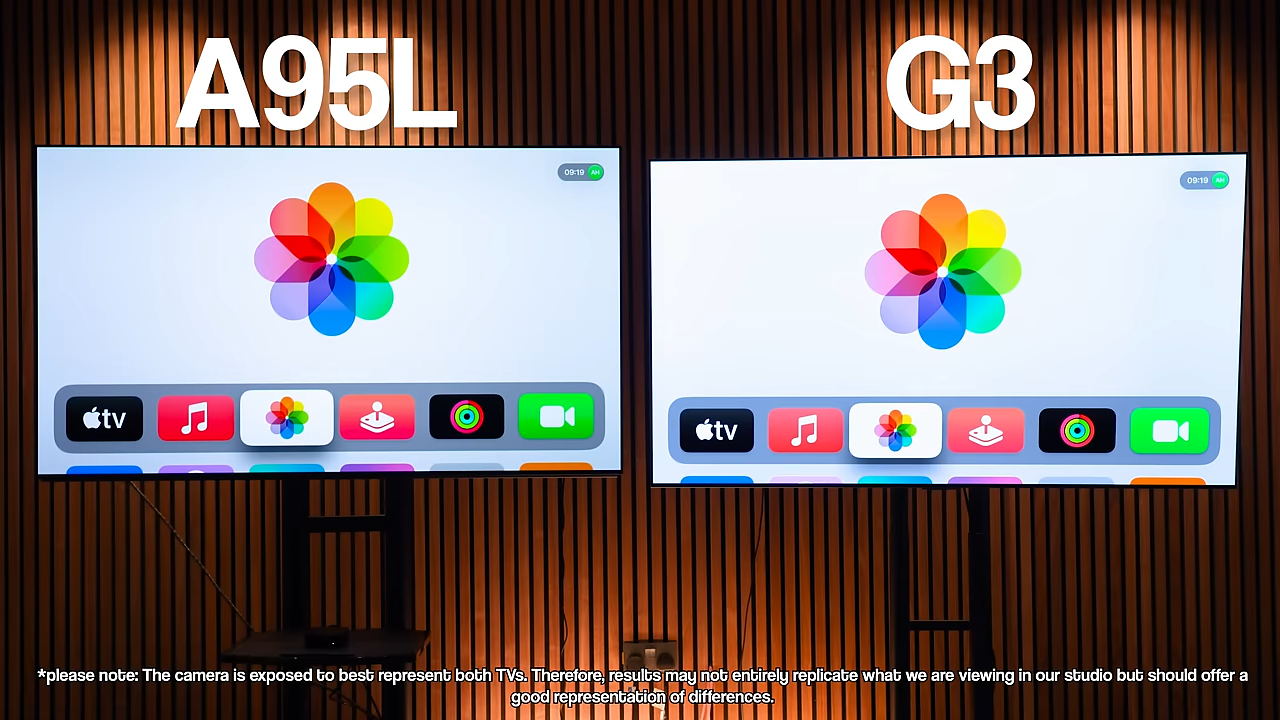 A95L
G3
09:19 AH
09:19 AH
tv
tv
*please note: The camera is exposed to best represent both TVs. Therefore, results may not entirely replicate what we are viewing in our studio but should offer a
good representation of differences.